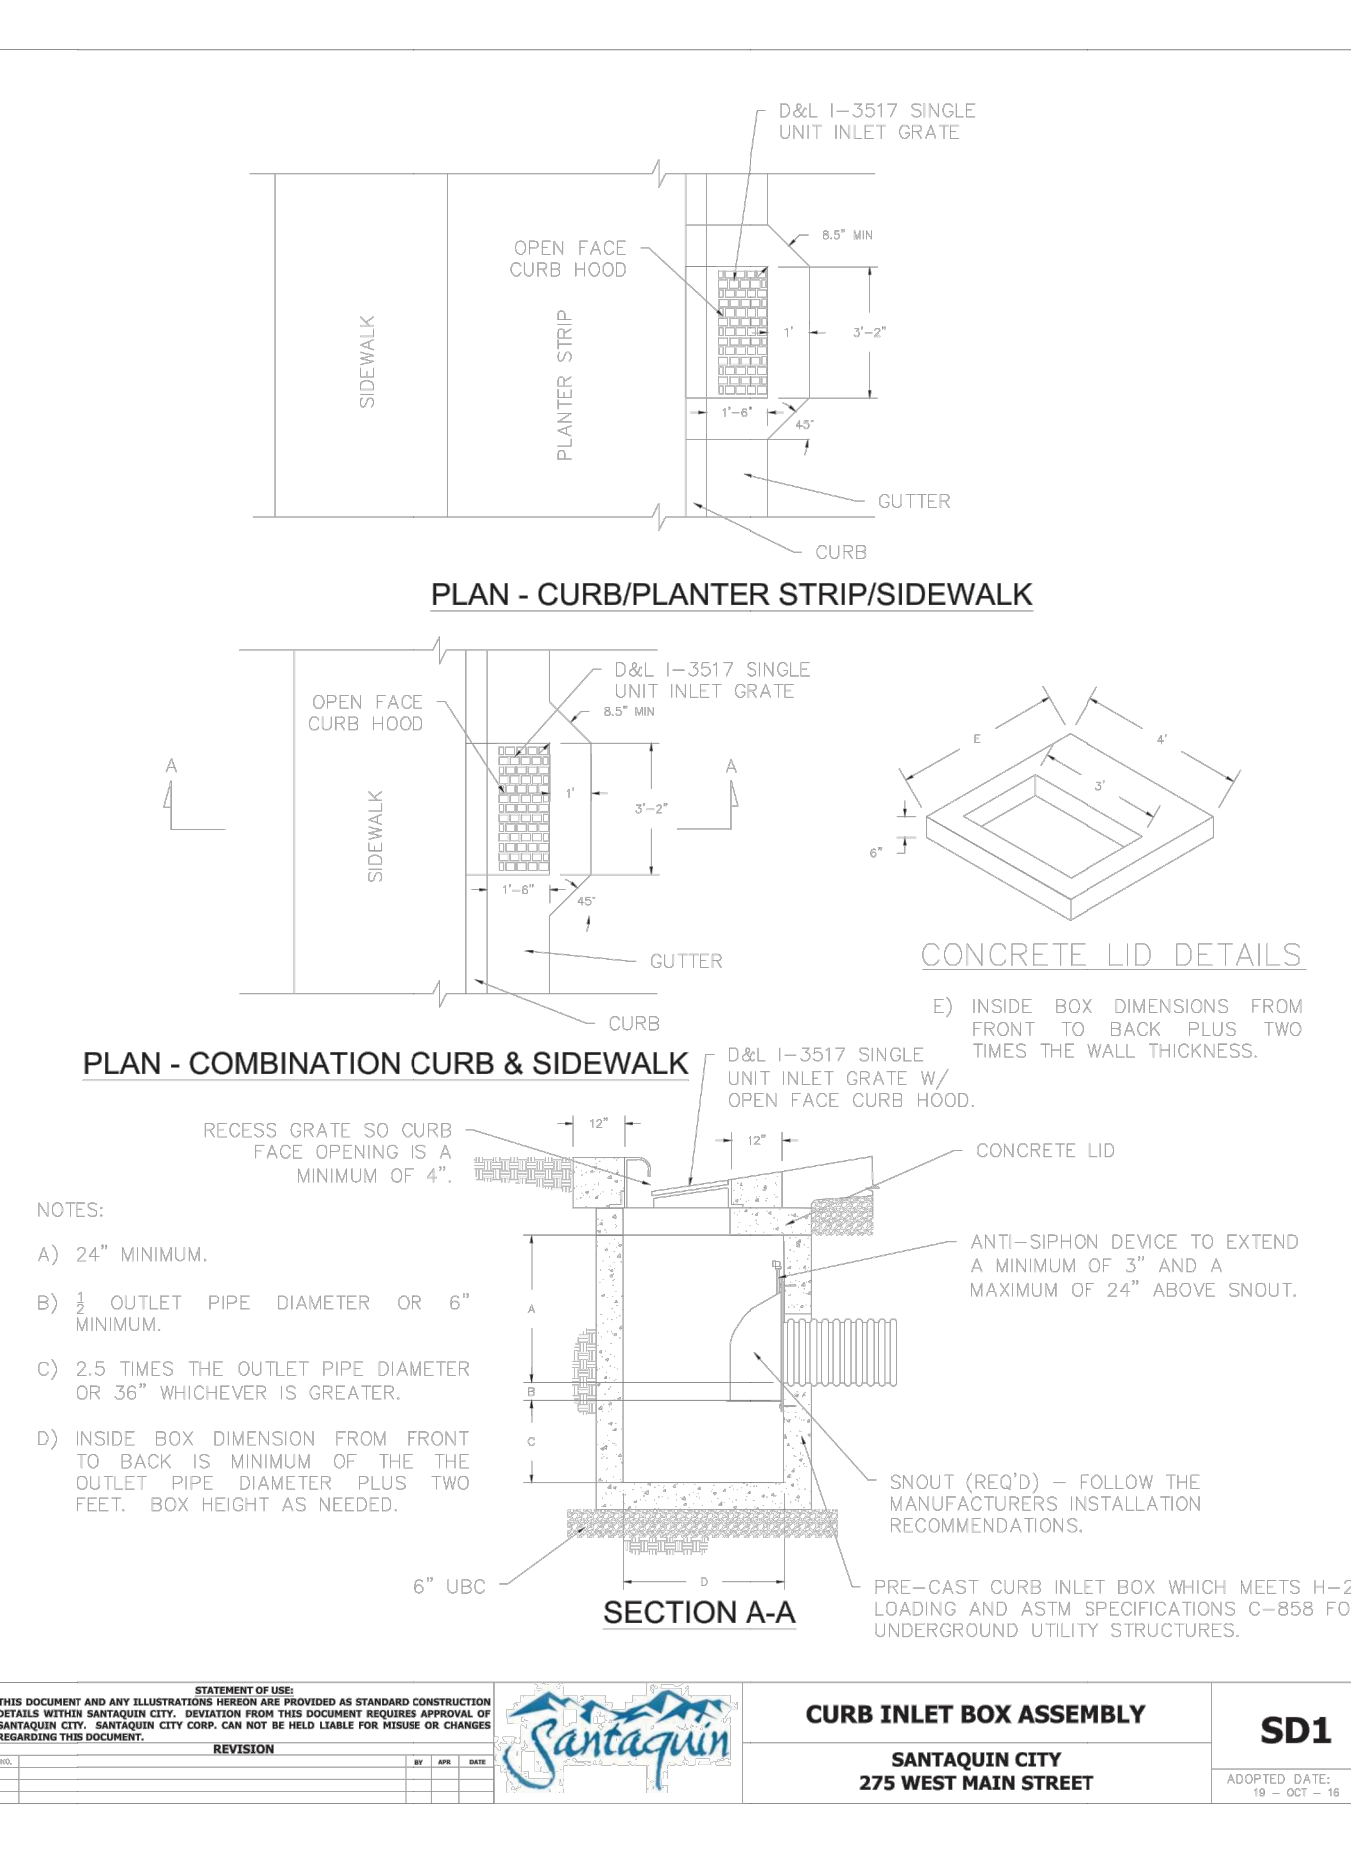 D&L I-3517 SINGLE
UNIT INLET GRATE
8.5" MIN
OPEN FACE
CURB HOOD
SIDEWALK
PLANTER STRIP
1'
3'-2"
1'-6"
45°
GUTTER
CURB
PLAN - CURB/PLANTER STRIP/SIDEWALK
D&L I-3517 SINGLE
UNIT INLET GRATE
8.5" MIN
OPEN FACE
CURB HOOD
A
A
SIDEWALK
1'
3'-2"
1'-6"
45°
GUTTER
CURB
PLAN - COMBINATION CURB & SIDEWALK
E
4'
3'
6"
CONCRETE LID DETAILS
E) INSIDE BOX DIMENSIONS FROM
FRONT TO BACK PLUS TWO
TIMES THE WALL THICKNESS.
D&L I-3517 SINGLE
UNIT INLET GRATE W/
OPEN FACE CURB HOOD.
RECESS GRATE SO CURB
FACE OPENING IS A
MINIMUM OF 4".
12"
12"
CONCRETE LID
ANTI-SIPHON DEVICE TO EXTEND
A MINIMUM OF 3" AND A
MAXIMUM OF 24" ABOVE SNOUT.
NOTES:
A) 24" MINIMUM.
B) ½ OUTLET PIPE DIAMETER OR 6"
MINIMUM.
C) 2.5 TIMES THE OUTLET PIPE DIAMETER
OR 36" WHICHEVER IS GREATER.
D) INSIDE BOX DIMENSION FROM FRONT
TO BACK IS MINIMUM OF THE THE
OUTLET PIPE DIAMETER PLUS TWO
FEET. BOX HEIGHT AS NEEDED.
A
B
C
D
SNOUT (REQ'D) - FOLLOW THE
MANUFACTURERS INSTALLATION
RECOMMENDATIONS.
6" UBC
SECTION A-A
PRE-CAST CURB INLET BOX WHICH MEETS H-2
LOADING AND ASTM SPECIFICATIONS C-858 FO
UNDERGROUND UTILITY STRUCTURES.
STATEMENT OF USE:
THIS DOCUMENT AND ANY ILLUSTRATIONS HEREON ARE PROVIDED AS STANDARD CONSTRUCTION
DETAILS WITHIN SANTAQUIN CITY. DEVIATION FROM THIS DOCUMENT REQUIRES APPROVAL OF
SANTAQUIN CITY. SANTAQUIN CITY CORP. CAN NOT BE HELD LIABLE FOR MISUSE OR CHANGES
REGARDING THIS DOCUMENT.
REVISION
NO. BY APR DATE
Santaquin
CURB INLET BOX ASSEMBLY
SANTAQUIN CITY
275 WEST MAIN STREET
SD1
ADOPTED DATE:
19 - OCT - 16